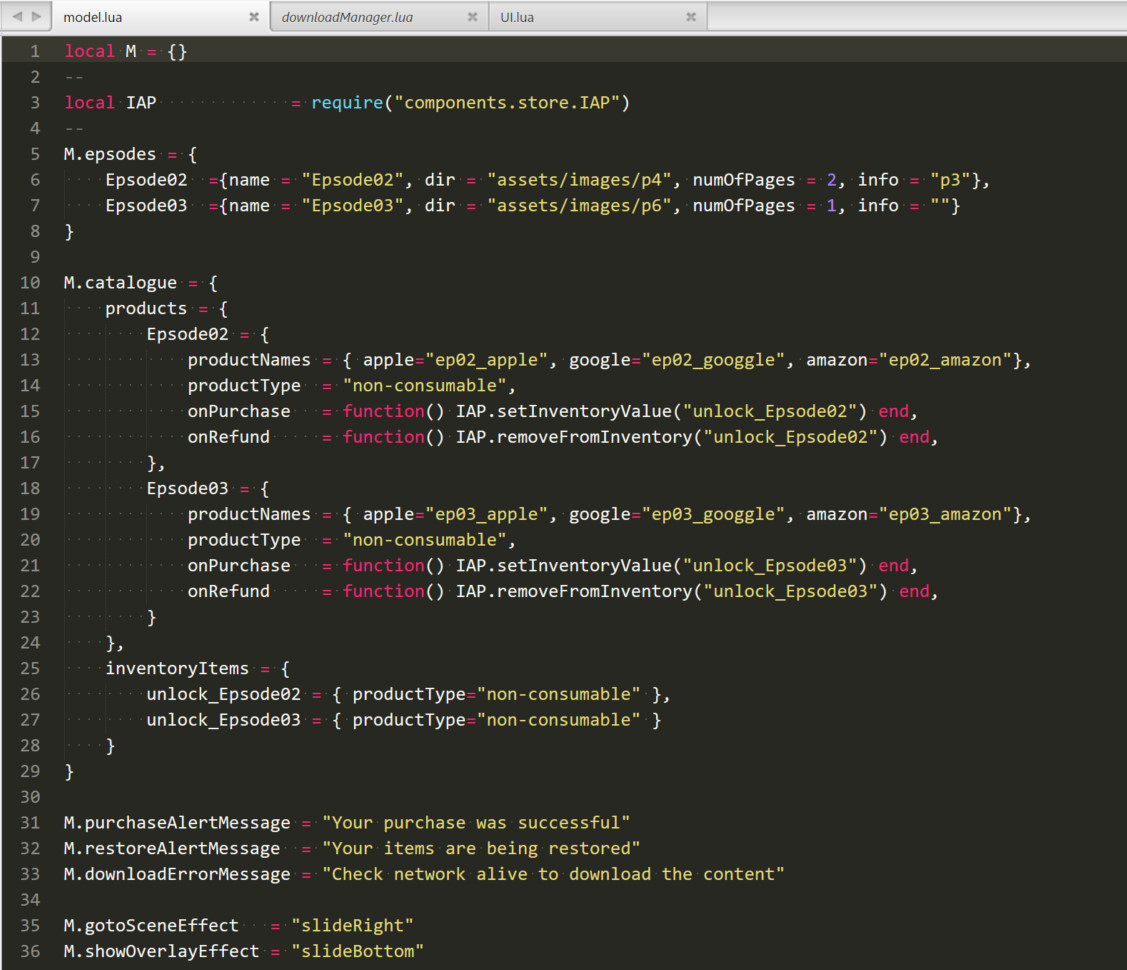 model.lua × downloadManager.lua × UI.lua ×
1 local M = {}
2 --
3 local IAP             = require("components.store.IAP")
4 --
5 M.epsodes = {
6     Epsode02  ={name = "Epsode02", dir = "assets/images/p4", numOfPages = 2, info = "p3"},
7     Epsode03  ={name = "Epsode03", dir = "assets/images/p6", numOfPages = 1, info = ""}
8 }
9
10 M.catalogue = {
11     products = {
12         Epsode02 = {
13             productNames = { apple="ep02_apple", google="ep02_googgle", amazon="ep02_amazon"},
14             productType  = "non-consumable",
15             onPurchase   = function() IAP.setInventoryValue("unlock_Epsode02") end,
16             onRefund     = function() IAP.removeFromInventory("unlock_Epsode02") end,
17         },
18         Epsode03 = {
19             productNames = { apple="ep03_apple", google="ep03_googgle", amazon="ep03_amazon"},
20             productType  = "non-consumable",
21             onPurchase   = function() IAP.setInventoryValue("unlock_Epsode03") end,
22             onRefund     = function() IAP.removeFromInventory("unlock_Epsode03") end,
23         }
24     },
25     inventoryItems = {
26         unlock_Epsode02 = { productType="non-consumable" },
27         unlock_Epsode03 = { productType="non-consumable" }
28     }
29 }
30
31 M.purchaseAlertMessage = "Your purchase was successful"
32 M.restoreAlertMessage  = "Your items are being restored"
33 M.downloadErrorMessage = "Check network alive to download the content"
34
35 M.gotoSceneEffect   = "slideRight"
36 M.showOverlayEffect = "slideBottom"